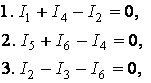 1. I₁ + I₄ − I₂ = 0,
2. I₅ + I₆ − I₄ = 0,
3. I₂ − I₃ − I₆ = 0,